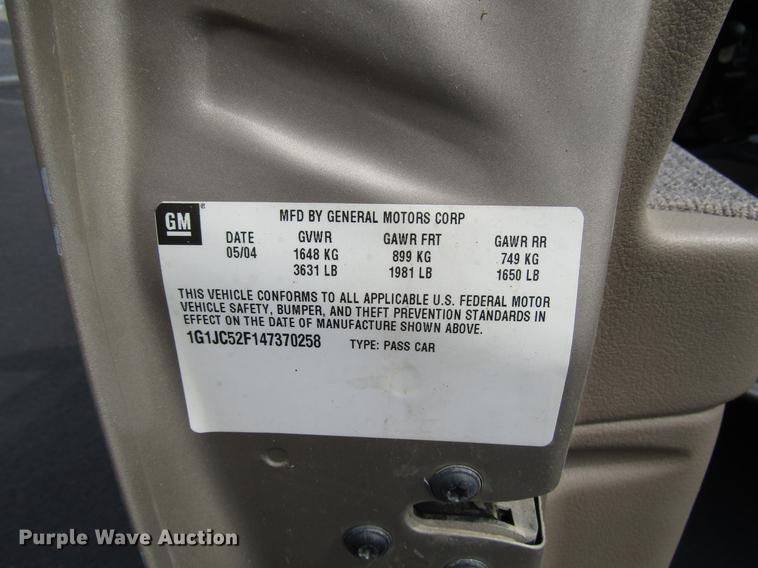 GM ®
MFD BY GENERAL MOTORS CORP
DATE GVWR GAWR FRT GAWR RR
05/04 1648 KG 899 KG 749 KG
3631 LB 1981 LB 1650 LB
THIS VEHICLE CONFORMS TO ALL APPLICABLE U.S. FEDERAL MOTOR
VEHICLE SAFETY, BUMPER, AND THEFT PREVENTION STANDARDS IN
EFFECT ON THE DATE OF MANUFACTURE SHOWN ABOVE.
1G1JC52F147370258 TYPE: PASS CAR
Purple Wave Auction